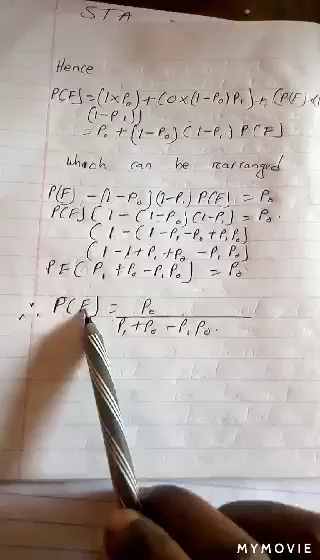 STA
Hence
P(F) = (1×P₀) + (0×(1-P₀)P₁) + (P(F)×(
(1-P₁)
= P₀ + (1-P₀) (1-P₁) P(F)
which can be rearranged
P(F) - (1-P₀)(1-P₁) P(F) = P₀
P(F) ( 1 - (1-P₀) (1-P₁) = P₀.
( 1 - ( 1 - P₁ - P₀ + P₁P₀)
( 1 - 1 + P₁ + P₀ - P₁ P₀)
PF ( P₁ + P₀ - P₁P₀ ) = P₀
∴ P(F) = P₀
P₁ + P₀ - P₁ P₀.
MYMOVIE